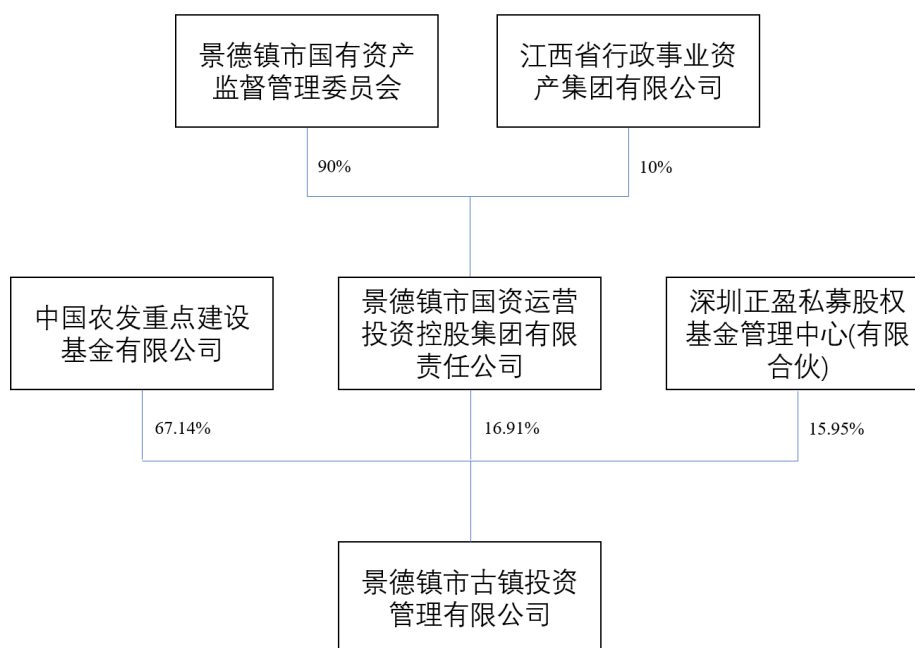 景德镇市国有资产
监督管理委员会
江西省行政事业资
产集团有限公司
90%
10%
中国农发重点建设
基金有限公司
景德镇市国资运营
投资控股集团有限
责任公司
深圳正盈私募股权
基金管理中心(有限
合伙)
67.14%
16.91%
15.95%
景德镇市古镇投资
管理有限公司